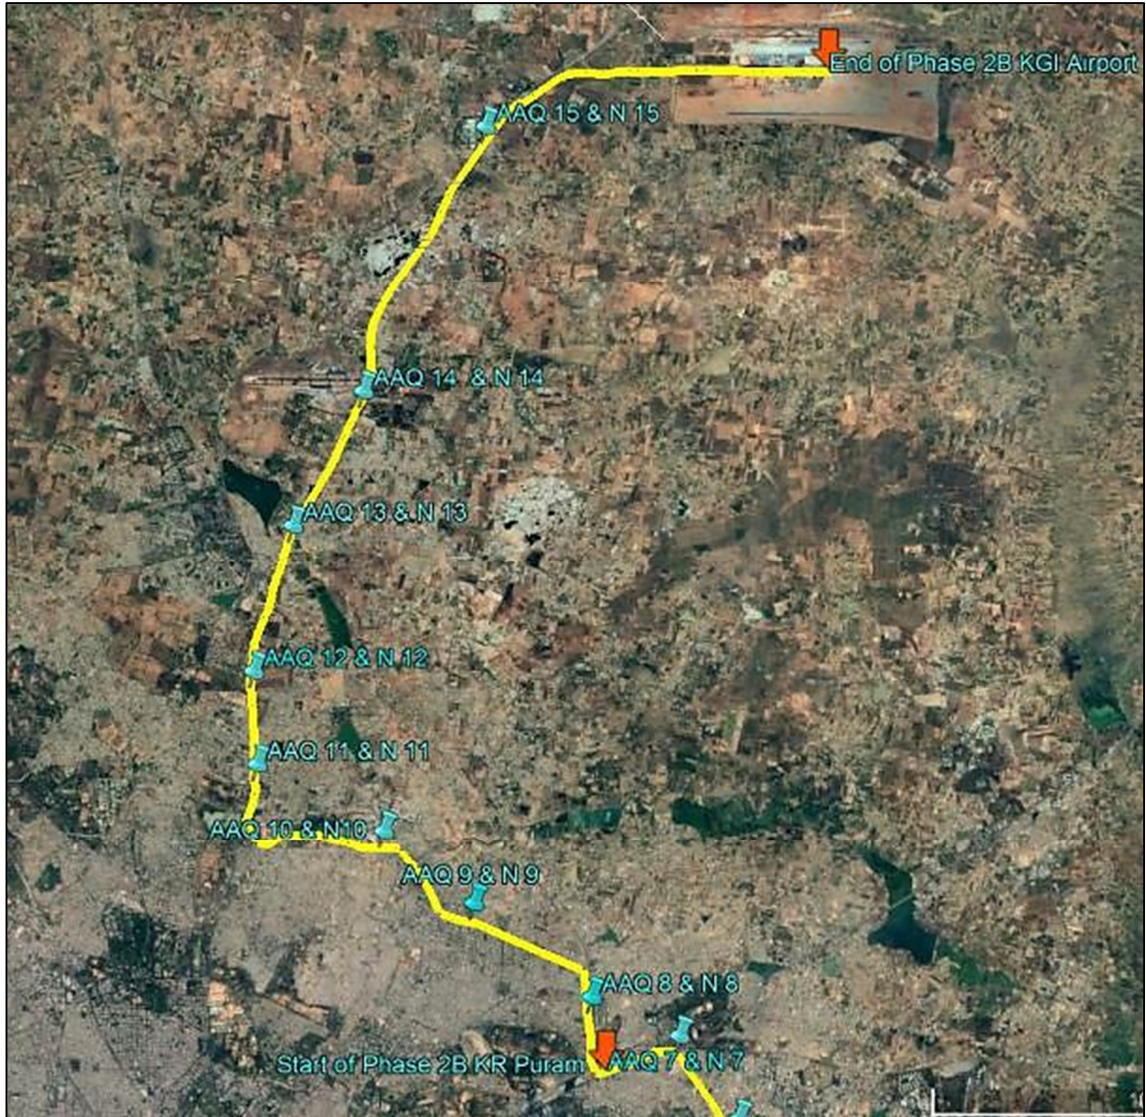 End of Phase 2B KGI Airport
AAQ 15 & N 15
AAQ 14 & N 14
AAQ 13 & N 13
AAQ 12 & N 12
AAQ 11 & N 11
AAQ 10 & N10
AAQ 9 & N 9
AAQ 8 & N 8
Start of Phase 2B KR Puram
AAQ 7 & N 7